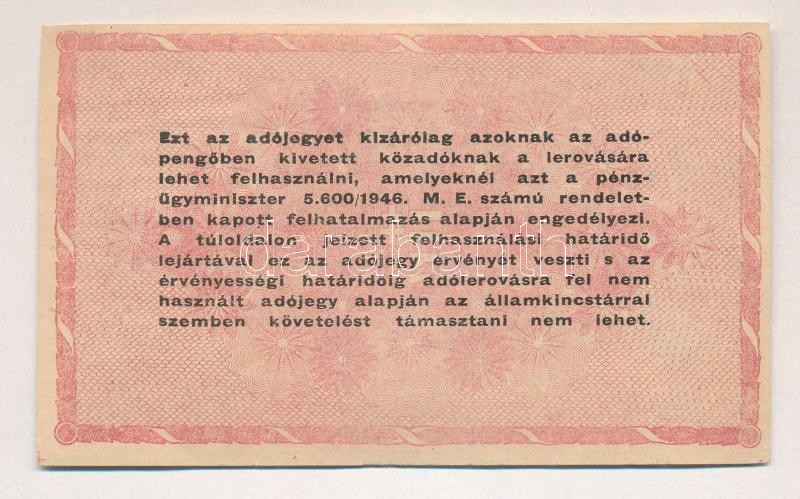 Ezt az adójegyet kizárólag azoknak az adó-
pengőben kivetett közadóknak a lerovására
lehet felhasználni, amelyeknél azt a pénz-
ügyminiszter 5.600/1946. M. E. számú rendelet-
ben kapott felhatalmazás alapján engedélyezi.
A túloldalon jelzett felhasználási határidő
lejártával ez az adójegy érvényét veszti s az
érvényességi határidőig adólerovásra fel nem
használt adójegy alapján az államkincstárral
szemben követelést támasztani nem lehet.
darabanth